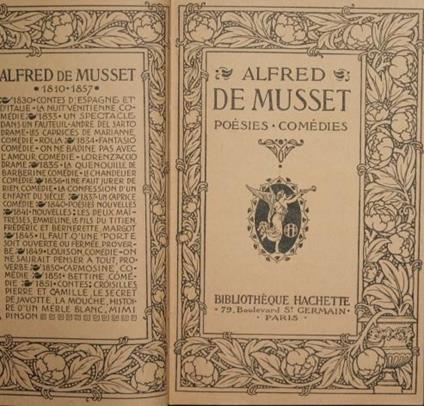 ALFRED DE MUSSET
• 1810 • 1857 •
1830 • CONTES D'ESPAGNE ET
D'ITALIE • LA NUIT VÉNITIENNE, CO-
MÉDIE 1833 • UN SPECTACLE
DANS UN FAUTEUIL • ANDRÉ DEL SARTO
DRAME • LES CAPRICES DE MARIANNE,
COMÉDIE • ROLLA 1834 • FANTASIO
COMÉDIE • ON NE BADINE PAS AVEC
L'AMOUR, COMÉDIE • LORENZACCIO
DRAME 1835 • LA QUENOUILLE DE
BARBERINE COMÉDIE • LE CHANDELIER
COMÉDIE 1836 • IL NE FAUT JURER DE
RIEN, COMÉDIE • LA CONFESSION D'UN
ENFANT DU SIÈCLE 1837 • UN CAPRICE
COMÉDIE 1840 • POÉSIES NOUVELLES
1841 • NOUVELLES : LES DEUX MAÎ-
TRESSES, EMMELINE, LE FILS DU TITIEN,
FRÉDÉRIC ET BERNERETTE, MARGOT
1845 • IL FAUT QU'UNE PORTE
SOIT OUVERTE OU FERMÉE, PROVER-
BE 1849 • LOUISON, COMÉDIE • ON
NE SAURAIT PENSER A TOUT, PRO-
VERBE 1850 • CARMOSINE, CO-
MÉDIE 1851 • BETTINE, COMÉ-
DIE 1851 • CONTES : CROISILLES
PIERRE ET CAMILLE, LE SECRET
DE JAVOTTE, LA MOUCHE, HISTOI-
RE D'UN MERLE BLANC, MIMI
PINSON
ALFRED
DE MUSSET
POÉSIES • COMÉDIES
BIBLIOTHÈQUE HACHETTE
• 79, Boulevard St GERMAIN •
• PARIS •